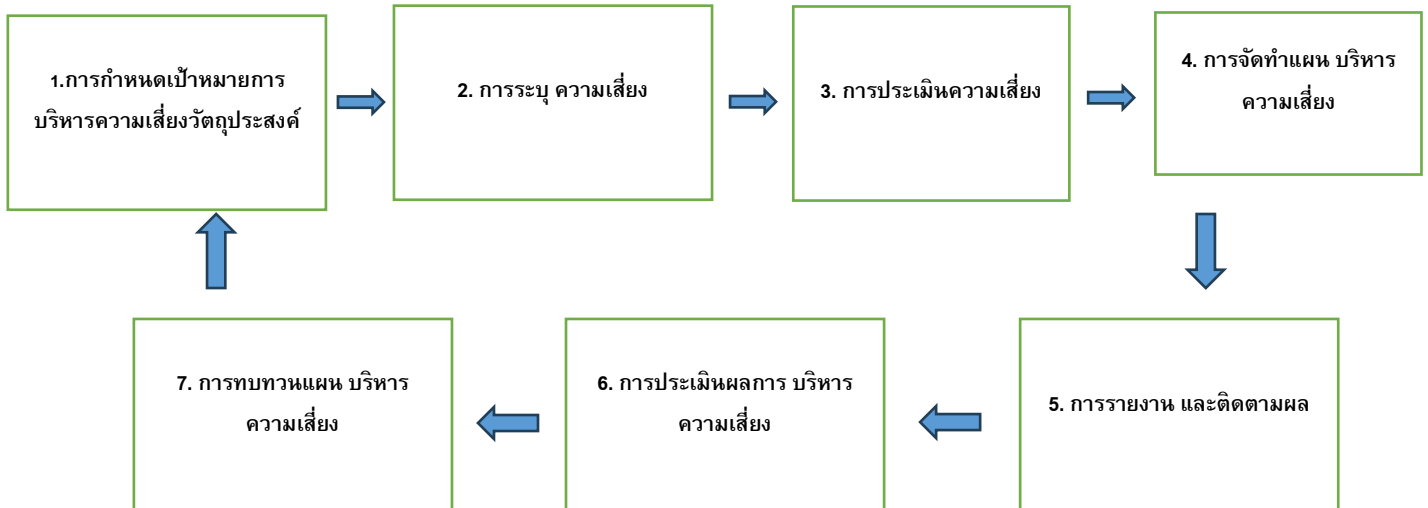 1.การกำหนดเป้าหมายการ
บริหารความเสี่ยงวัตถุประสงค์
2. การระบุ ความเสี่ยง
3. การประเมินความเสี่ยง
4. การจัดทำแผน บริหาร
ความเสี่ยง
5. การรายงาน และติดตามผล
6. การประเมินผลการ บริหาร
ความเสี่ยง
7. การทบทวนแผน บริหาร
ความเสี่ยง